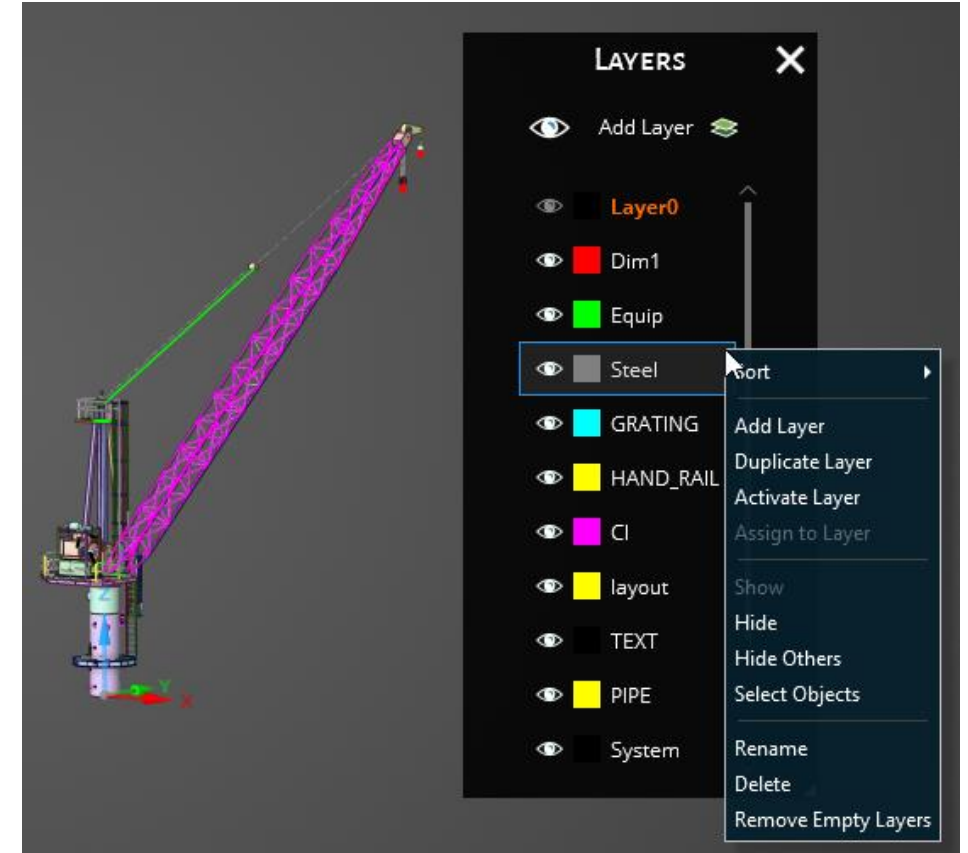 LAYERS
Add Layer
Layer0
Dim1
Equip
Steel
GRATING
HAND_RAIL
CI
layout
TEXT
PIPE
System
Add Layer
Duplicate Layer
Activate Layer
Assign to Layer
Show
Hide
Hide Others
Select Objects
Rename
Delete
Remove Empty Layers
Z
Y
X